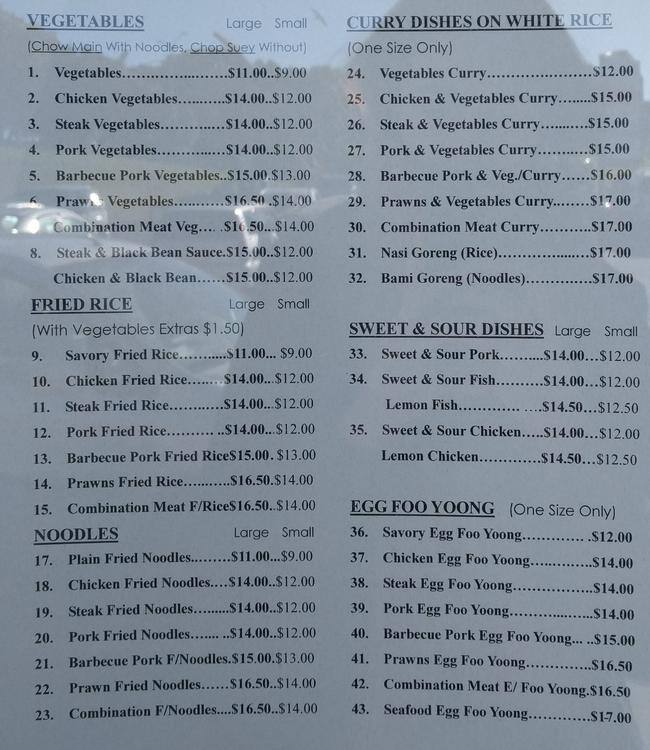 VEGETABLES Large Small
(Chow Main With Noodles, Chop Suey Without)
1. Vegetables..........................$11.00..$9.00
2. Chicken Vegetables...........$14.00..$12.00
3. Steak Vegetables................$14.00..$12.00
4. Pork Vegetables.................$14.00..$12.00
5. Barbecue Pork Vegetables..$15.00.$13.00
6. Prawn Vegetables...............$16.50.$14.00
Combination Meat Veg.... .$16.50...$14.00
8. Steak & Black Bean Sauce.$15.00..$12.00
Chicken & Black Bean......$15.00..$12.00
FRIED RICE Large Small
(With Vegetables Extras $1.50)
9. Savory Fried Rice...........$11.00... $9.00
10. Chicken Fried Rice........$14.00...$12.00
11. Steak Fried Rice............$14.00...$12.00
12. Pork Fried Rice.......... ..$14.00...$12.00
13. Barbecue Pork Fried Rice$15.00. $13.00
14. Prawns Fried Rice..........$16.50.$14.00
15. Combination Meat F/Rice$16.50..$14.00
NOODLES Large Small
17. Plain Fried Noodles.........$11.00...$9.00
18. Chicken Fried Noodles....$14.00..$12.00
19. Steak Fried Noodles.........$14.00..$12.00
20. Pork Fried Noodles....... ..$14.00..$12.00
21. Barbecue Pork F/Noodles.$15.00.$13.00
22. Prawn Fried Noodles......$16.50..$14.00
23. Combination F/Noodles....$16.50..$14.00
CURRY DISHES ON WHITE RICE
(One Size Only)
24. Vegetables Curry.......................$12.00
25. Chicken & Vegetables Curry........$15.00
26. Steak & Vegetables Curry...........$15.00
27. Pork & Vegetables Curry............$15.00
28. Barbecue Pork & Veg./Curry......$16.00
29. Prawns & Vegetables Curry........$17.00
30. Combination Meat Curry............$17.00
31. Nasi Goreng (Rice)....................$17.00
32. Bami Goreng (Noodles)..............$17.00
SWEET & SOUR DISHES Large Small
33. Sweet & Sour Pork..........$14.00...$12.00
34. Sweet & Sour Fish..........$14.00...$12.00
Lemon Fish............. ....$14.50...$12.50
35. Sweet & Sour Chicken.....$14.00...$12.00
Lemon Chicken.............$14.50...$12.50
EGG FOO YOONG (One Size Only)
36. Savory Egg Foo Yoong............. .$12.00
37. Chicken Egg Foo Yoong.............$14.00
38. Steak Egg Foo Yoong.................$14.00
39. Pork Egg Foo Yoong..................$14.00
40. Barbecue Pork Egg Foo Yoong... ..$15.00
41. Prawns Egg Foo Yoong..............$16.50
42. Combination Meat E/ Foo Yoong.$16.50
43. Seafood Egg Foo Yoong.............$17.00